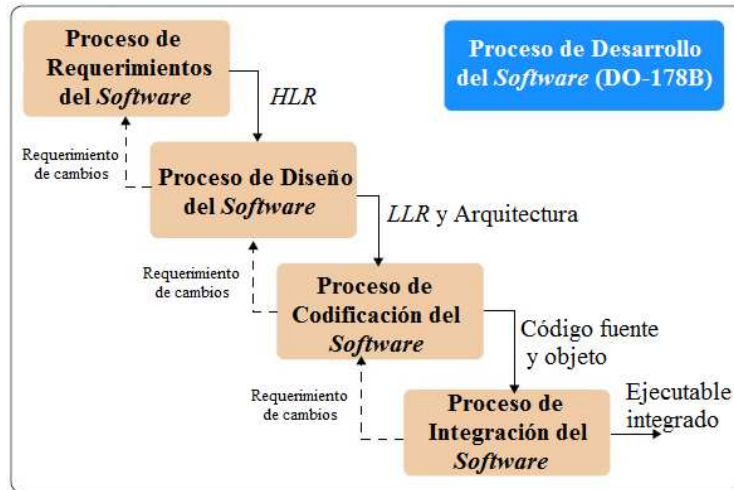 Proceso de
Requerimientos
del Software
Proceso de Desarrollo
del Software (DO-178B)
HLR
Requerimiento
de cambios
Proceso de Diseño
del Software
LLR y Arquitectura
Requerimiento
de cambios
Proceso de
Codificación del
Software
Código fuente
y objeto
Requerimiento
de cambios
Proceso de
Integración del
Software
Ejecutable
integrado